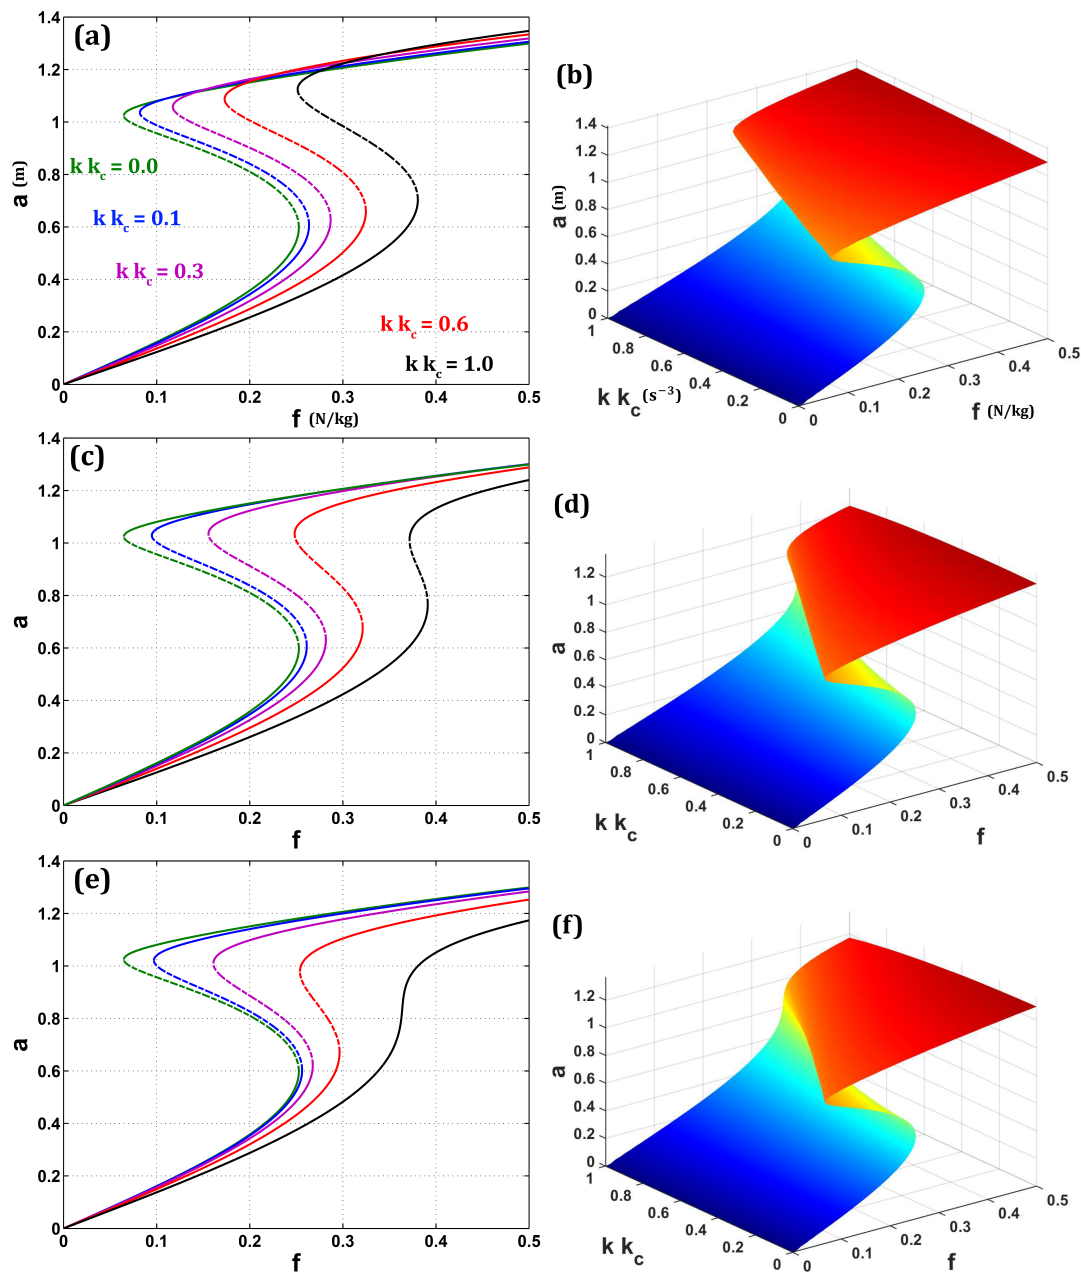 (a)
1.4
1.2
1
0.8
0.6
0.4
0.2
0
a (m)
k k_c = 0.0
k k_c = 0.1
k k_c = 0.3
k k_c = 0.6
k k_c = 1.0
0 0.1 0.2 0.3 0.4 0.5
f (N/kg)
(b)
1.4
1.2
1
0.8
0.6
0.4
0.2
0
a (m)
1 0.8 0.6 0.4 0.2 0
k k_c (s⁻³)
0 0.1 0.2 0.3 0.4 0.5
f (N/kg)
(c)
1.4
1.2
1
0.8
0.6
0.4
0.2
0
a
0 0.1 0.2 0.3 0.4 0.5
f
(d)
1.2
1
0.8
0.6
0.4
0.2
0
a
1 0.8 0.6 0.4 0.2 0
k k_c
0 0.1 0.2 0.3 0.4 0.5
f
(e)
1.4
1.2
1
0.8
0.6
0.4
0.2
0
a
0 0.1 0.2 0.3 0.4 0.5
f
(f)
1.2
1
0.8
0.6
0.4
0.2
0
a
1 0.8 0.6 0.4 0.2 0
k k_c
0 0.1 0.2 0.3 0.4 0.5
f